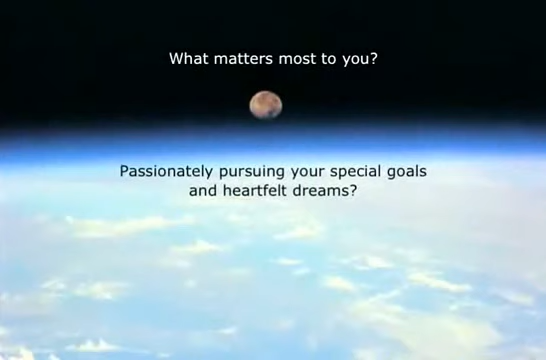 What matters most to you?
Passionately pursuing your special goals
and heartfelt dreams?